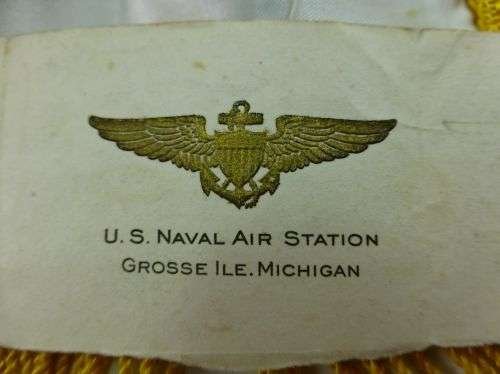 U. S. NAVAL AIR STATION
GROSSE ILE. MICHIGAN